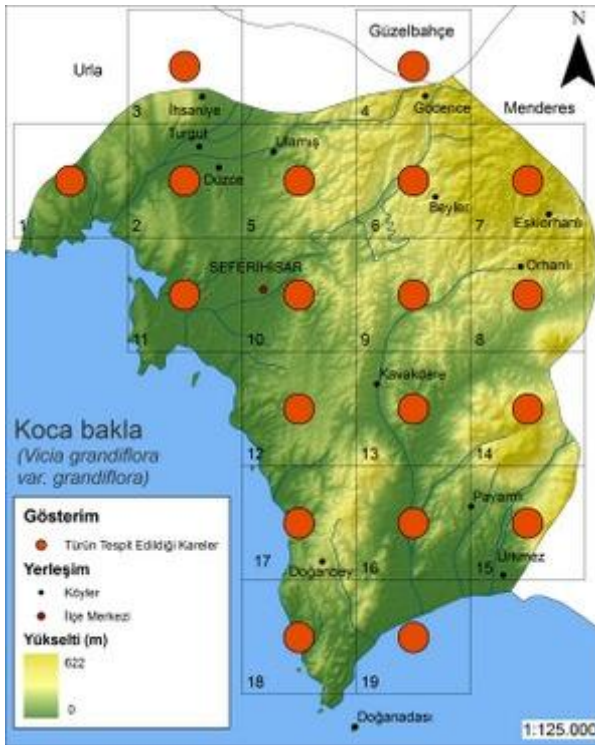 Güzelbahçe
N
Urla
3
4
İhsaniye
Gödence
Menderes
Turgut
Ulamış
Düzce
Beyler
Eskiorhanlı
1
2
5
6
7
SEFERİHİSAR
Orhanlı
11
10
9
8
Kavakdere
Koca bakla
(Vicia grandiflora
var. grandiflora)
12
13
14
Gösterim
Türün Tespit Edildiği Kareler
Yerleşim
Köyler
İlçe Merkezi
Yükselti (m)
622
0
Payamlı
Doğanbey
Ürkmez
17
16
15
18
19
Doğanadası
1:125.000